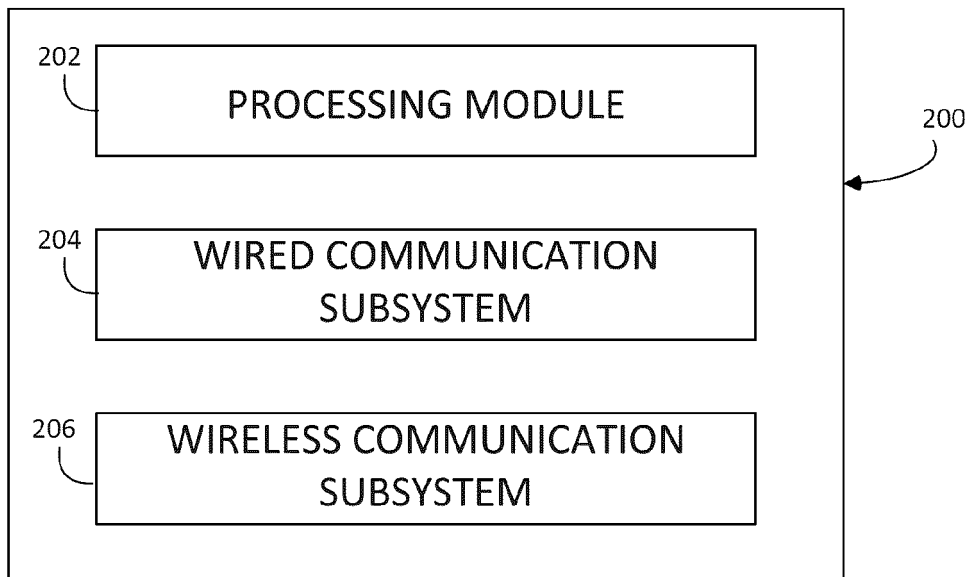 202
PROCESSING MODULE
200
204
WIRED COMMUNICATION
SUBSYSTEM
206
WIRELESS COMMUNICATION
SUBSYSTEM